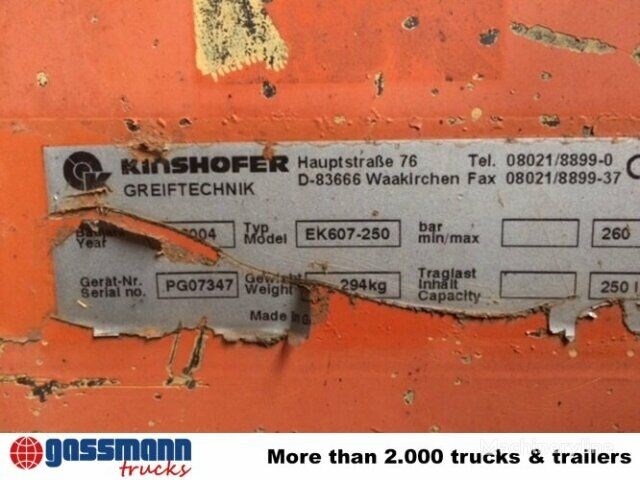 KINSHOFER
GREIFTECHNIK
Hauptstraße 76
D-83666 Waakirchen
Tel. 08021/8899-0
Fax 08021/8899-37
Year
Typ
Model
EK607-250
bar
min/max
260
Gerät-Nr.
Serial no.
PG07347
Gewicht
Weight
294kg
Traglast
Inhalt
Capacity
250 l
Made in
gassmann
trucks
More than 2.000 trucks & trailers